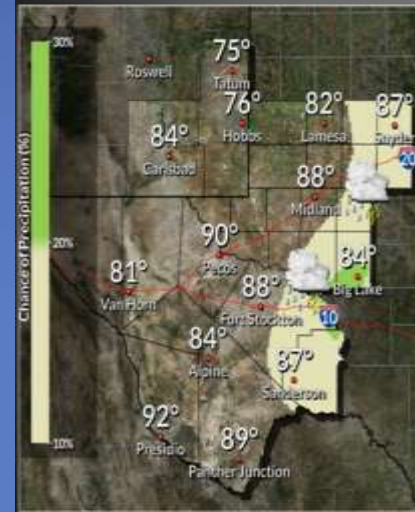 30%
20%
10%
Chance of Precipitation (%)
Roswell
75°
Tatum
76°
Hobbs
82°
Lamesa
87°
Snyder
20
84°
Carlsbad
88°
Midland
90°
Pecos
84°
Big Lake
81°
Van Horn
88°
Fort Stockton
10
84°
Alpine
87°
Sanderson
92°
Presidio
89°
Panther Junction